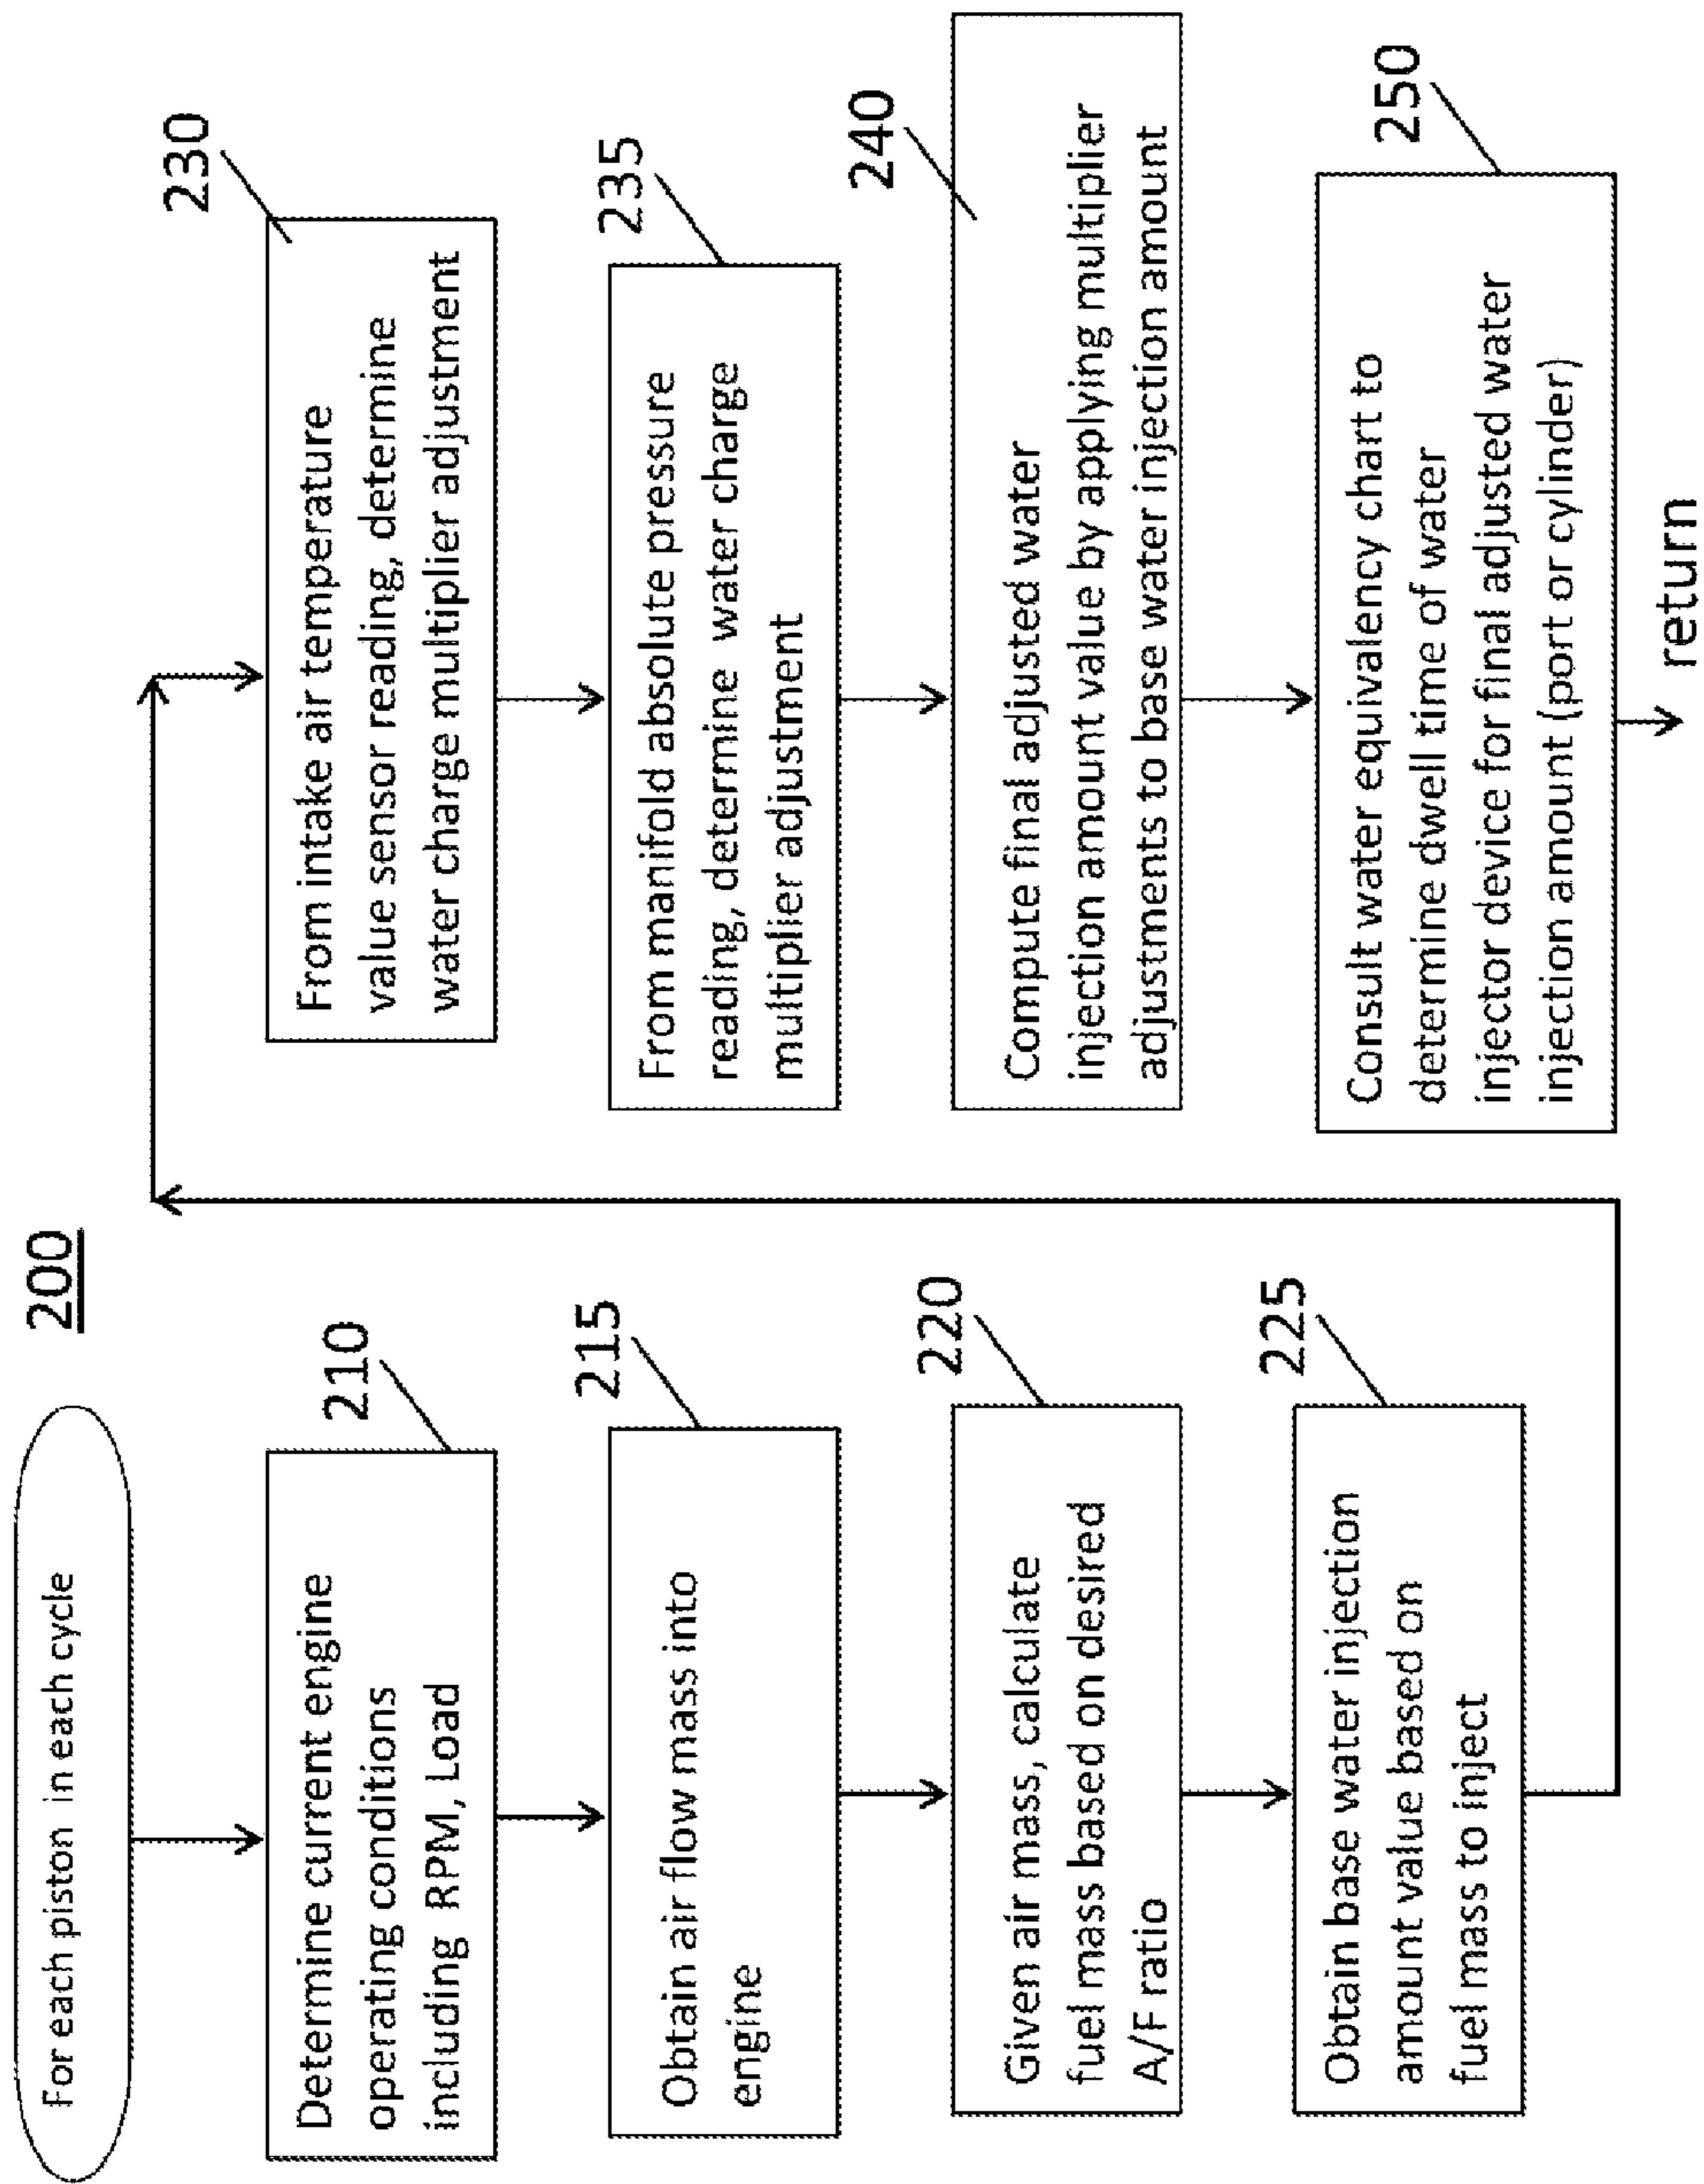 200
For each piston in each cycle
210
Determine current engine
operating conditions
including RPM, Load
215
Obtain air flow mass into
engine
220
Given air mass, calculate
fuel mass based on desired
A/F ratio
225
Obtain base water injection
amount value based on
fuel mass to inject
230
From intake air temperature
value sensor reading, determine
water charge multiplier adjustment
235
From manifold absolute pressure
reading, determine water charge
multiplier adjustment
240
Compute final adjusted water
injection amount value by applying multiplier
adjustments to base water injection amount
250
Consult water equivalency chart to
determine dwell time of water
injector device for final adjusted water
injection amount (port or cylinder)
return